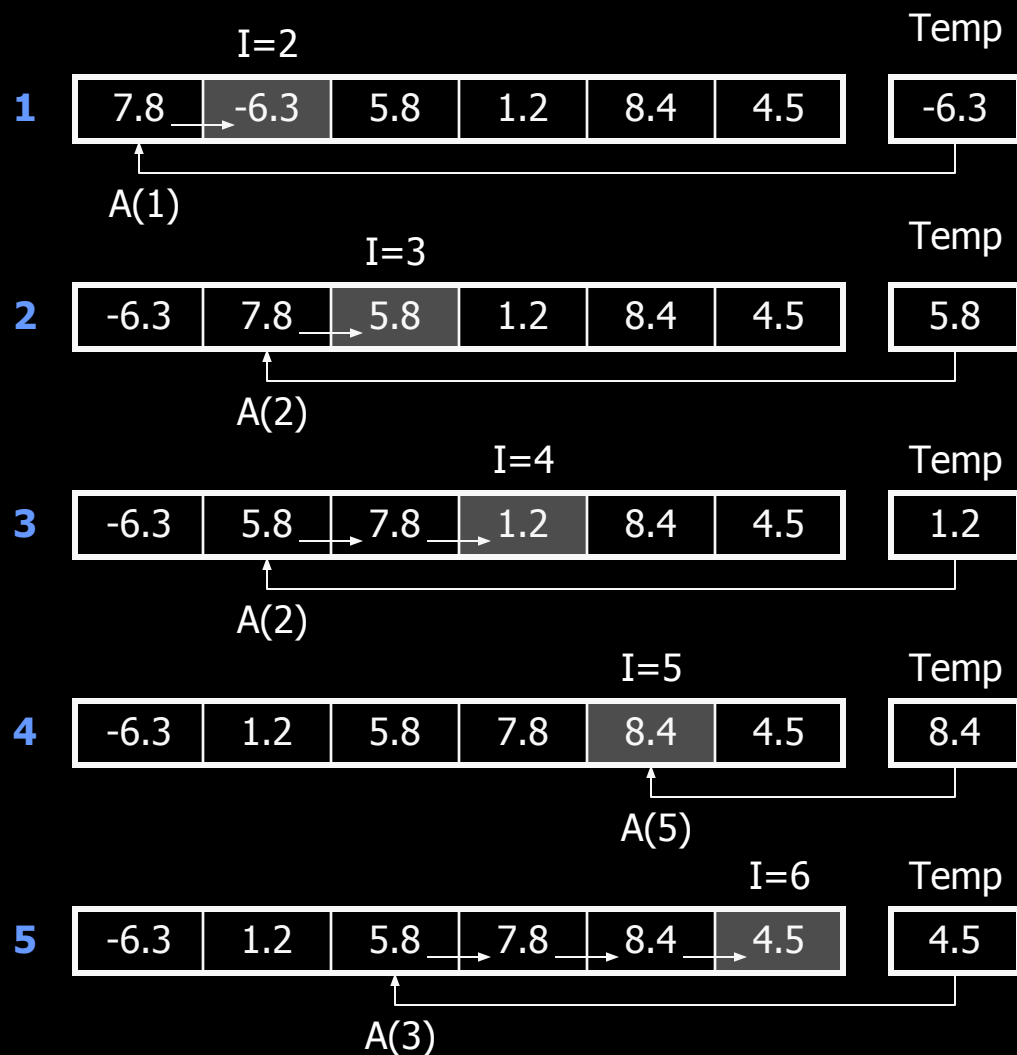 I=2 Temp
1 7.8 -6.3 5.8 1.2 8.4 4.5 -6.3
A(1)
I=3 Temp
2 -6.3 7.8 5.8 1.2 8.4 4.5 5.8
A(2)
I=4 Temp
3 -6.3 5.8 7.8 1.2 8.4 4.5 1.2
A(2)
I=5 Temp
4 -6.3 1.2 5.8 7.8 8.4 4.5 8.4
A(5)
I=6 Temp
5 -6.3 1.2 5.8 7.8 8.4 4.5 4.5
A(3)